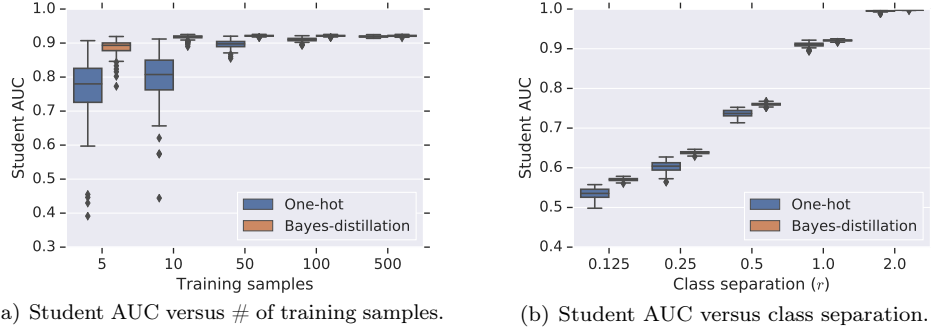 1.0
0.9
0.8
0.7
0.6
0.5
0.4
0.3
Student AUC
5 10 50 100 500
Training samples
One-hot
Bayes-distillation
a) Student AUC versus # of training samples.
1.0
0.9
0.8
0.7
0.6
0.5
0.4
Student AUC
0.125 0.25 0.5 1.0 2.0
Class separation (r)
One-hot
Bayes-distillation
(b) Student AUC versus class separation.